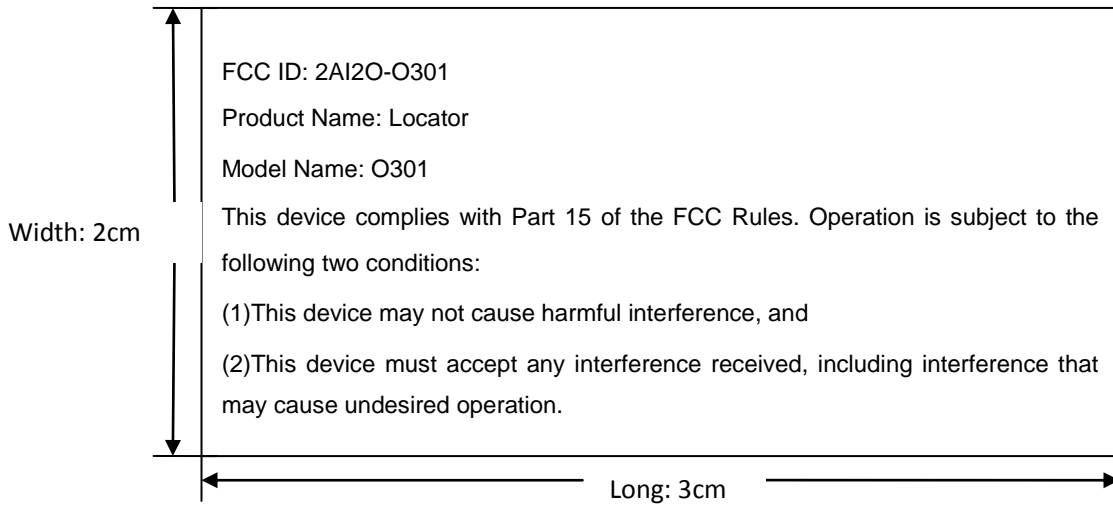 FCC ID: 2AI2O-O301
Product Name: Locator
Model Name: O301
This device complies with Part 15 of the FCC Rules. Operation is subject to the
following two conditions:
(1)This device may not cause harmful interference, and
(2)This device must accept any interference received, including interference that
may cause undesired operation.
Width: 2cm
Long: 3cm